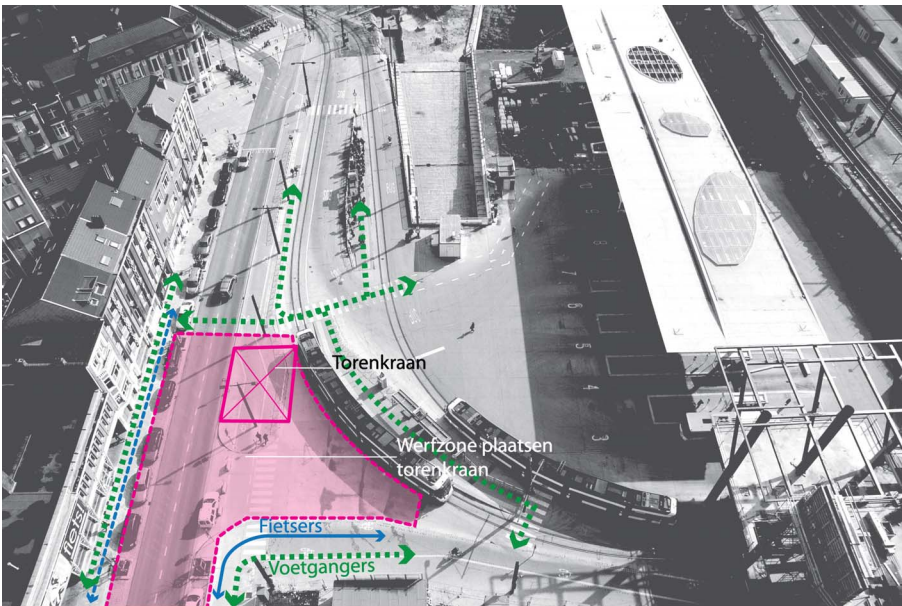 Torenkraan
Werfzone plaatsen
torenkraan
Fietsers
Voetgangers